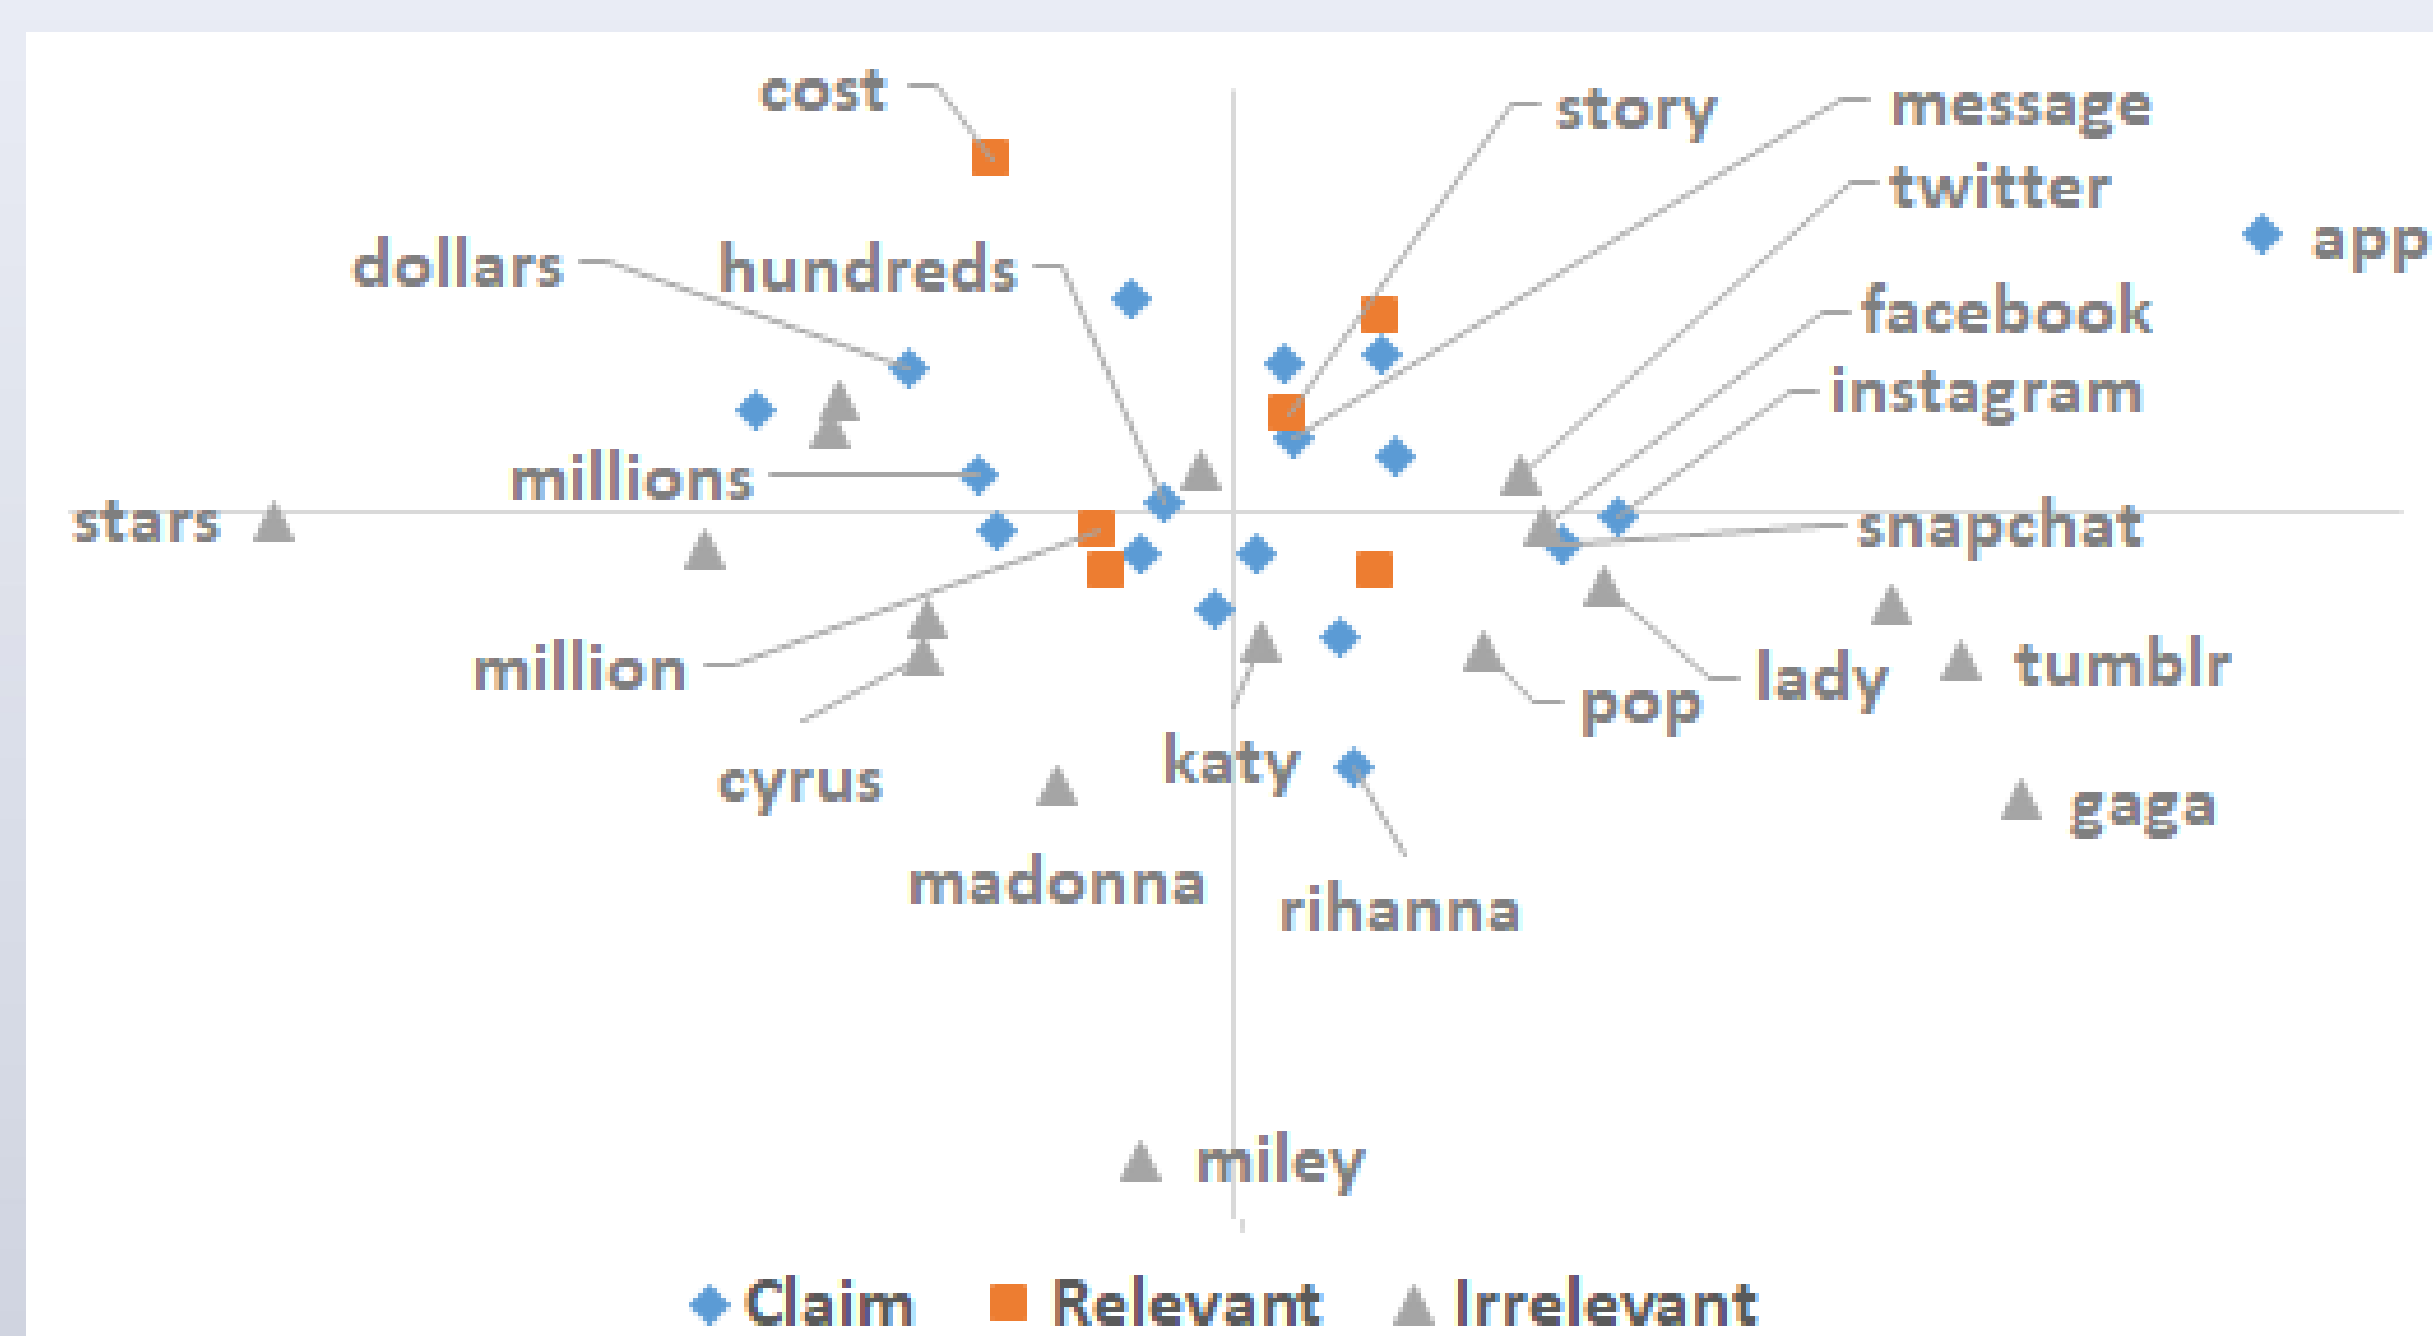 cost
story
message
twitter
app
dollars
hundreds
facebook
instagram
millions
stars
snapchat
million
lady
tumblr
pop
katy
cyrus
gaga
madonna
rihanna
miley
Claim Relevant Irrelevant